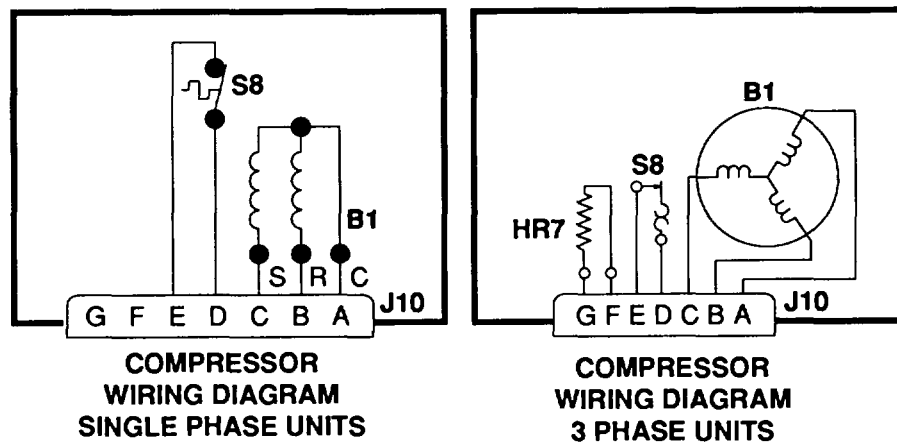 S8
B1
S R C
G F E D C B A J10
COMPRESSOR
WIRING DIAGRAM
SINGLE PHASE UNITS
B1
S8
HR7
G F E D C B A J10
COMPRESSOR
WIRING DIAGRAM
3 PHASE UNITS